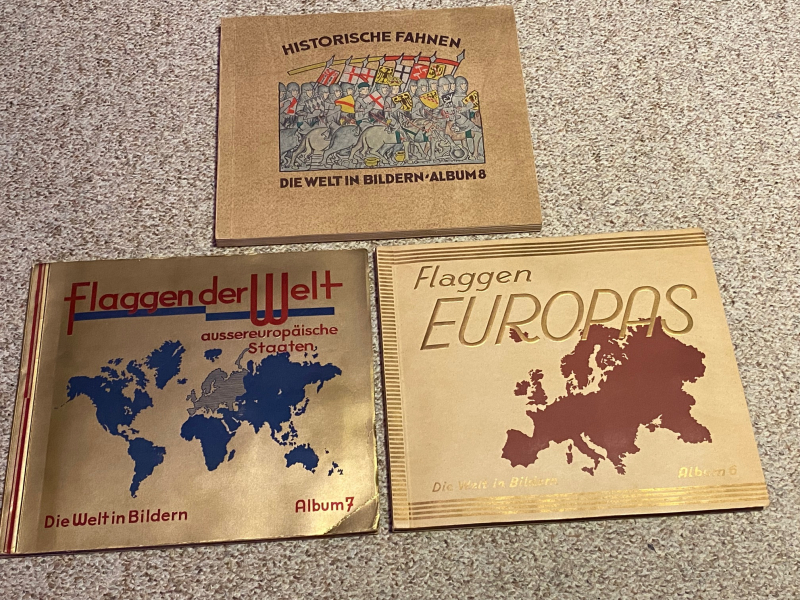 HISTORISCHE FAHNEN
DIE WELT IN BILDERN · ALBUM 8
Flaggen der Welt
aussereuropäische
Staaten
Die Welt in Bildern
Album 7
Flaggen
EUROPAS
Die Welt in Bildern
Album 6